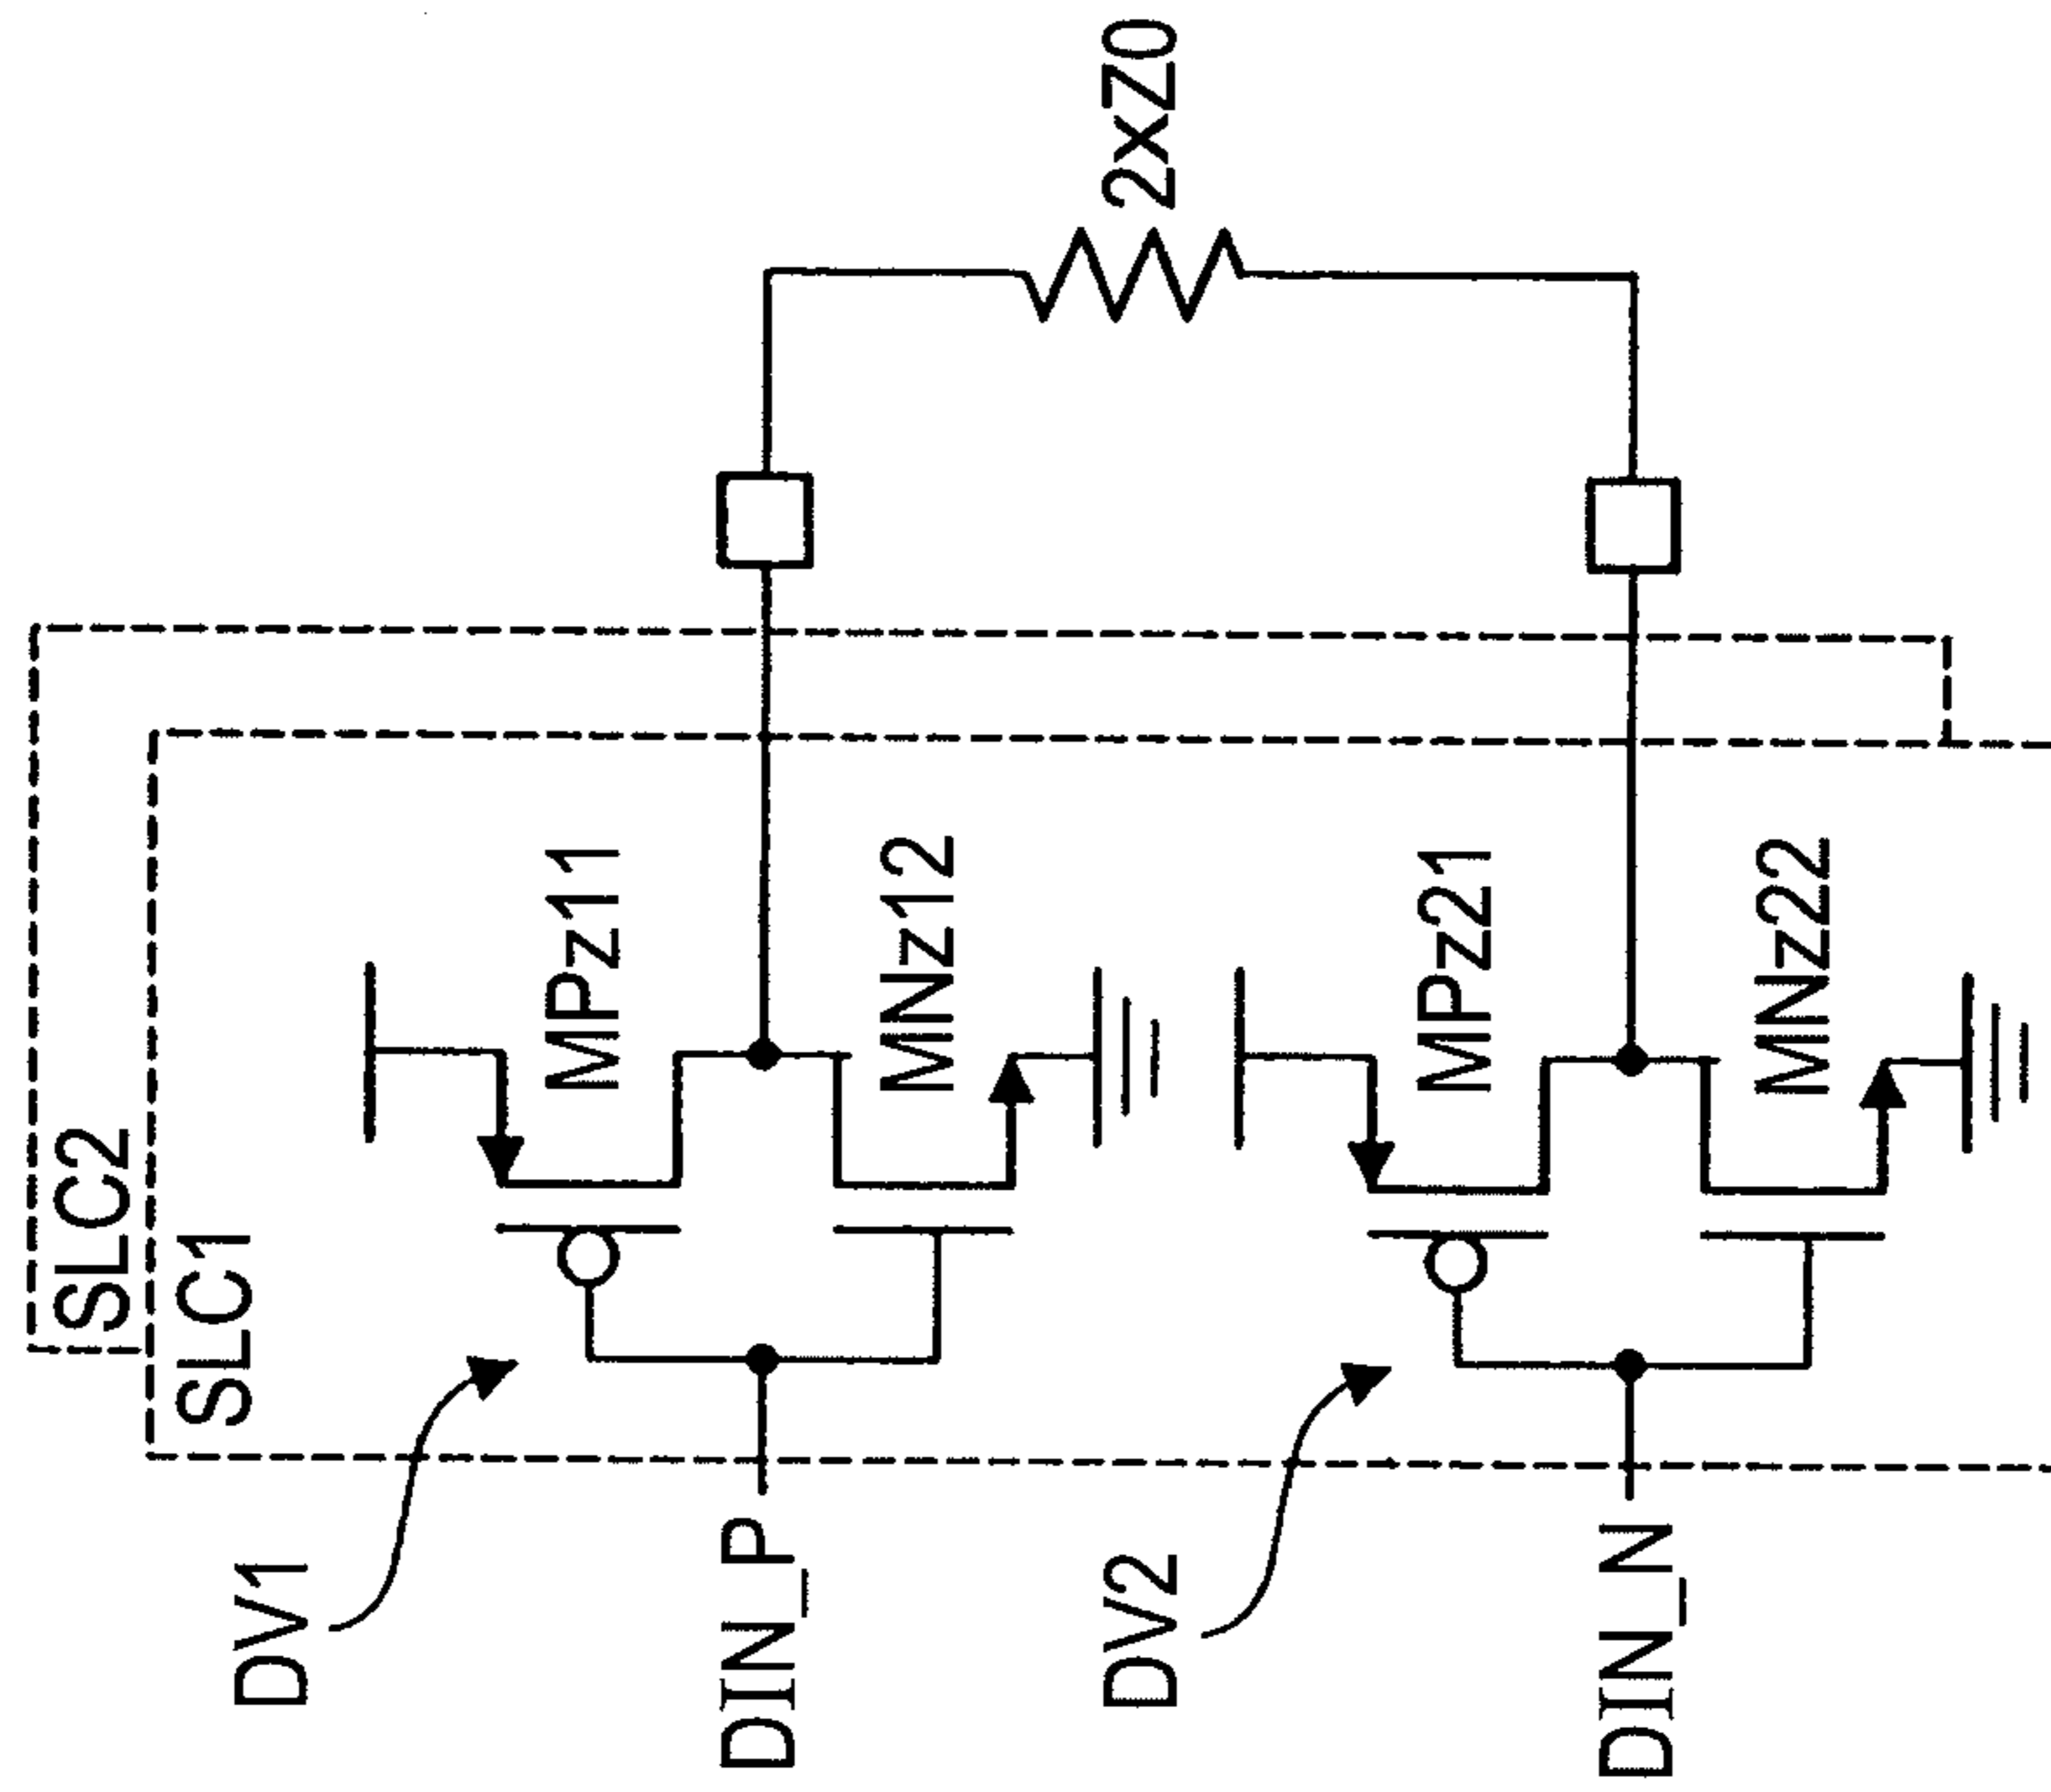 SLC2
SLC1
DV1
MPz11
DIN_P
MNz12
2xZ0
DV2
MPz21
DIN_N
MNz22